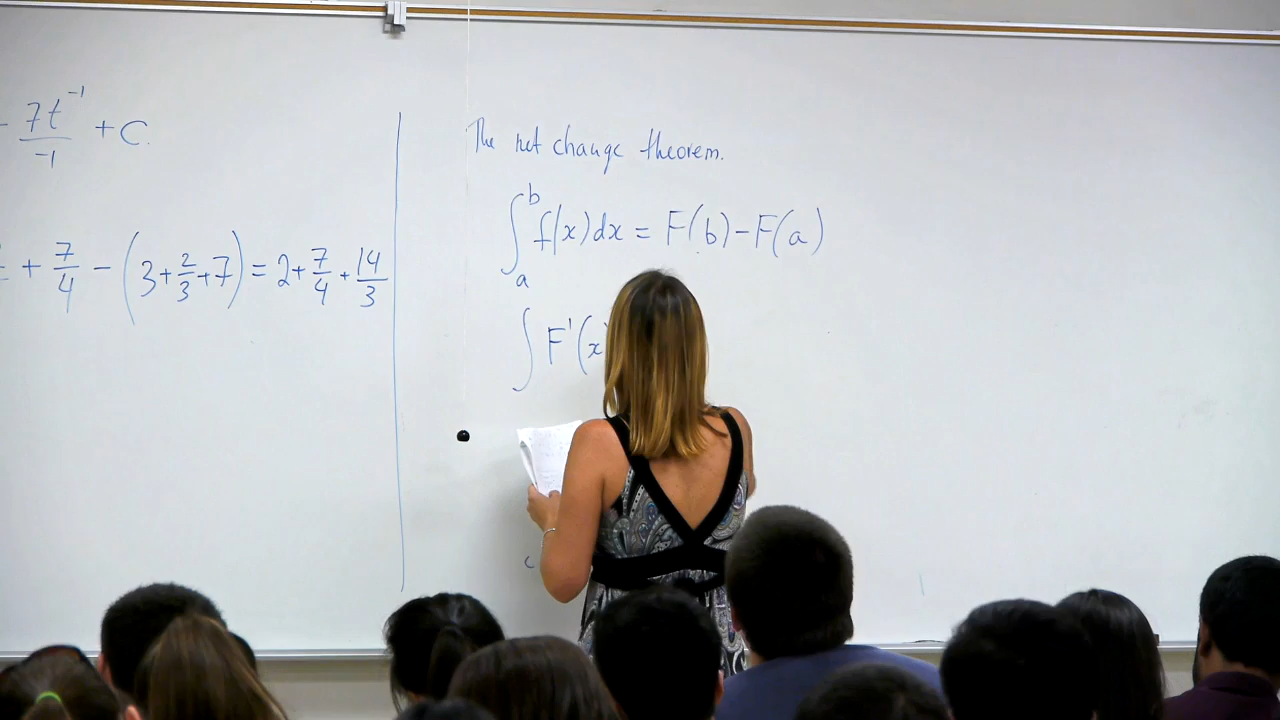 - 7t^-1/-1 + C.
+ 7/4 - (3 + 2/3 + 7) = 2 + 7/4 + 14/3
The net change theorem.
∫_a^b f(x)dx = F(b) - F(a)
∫ F'(x